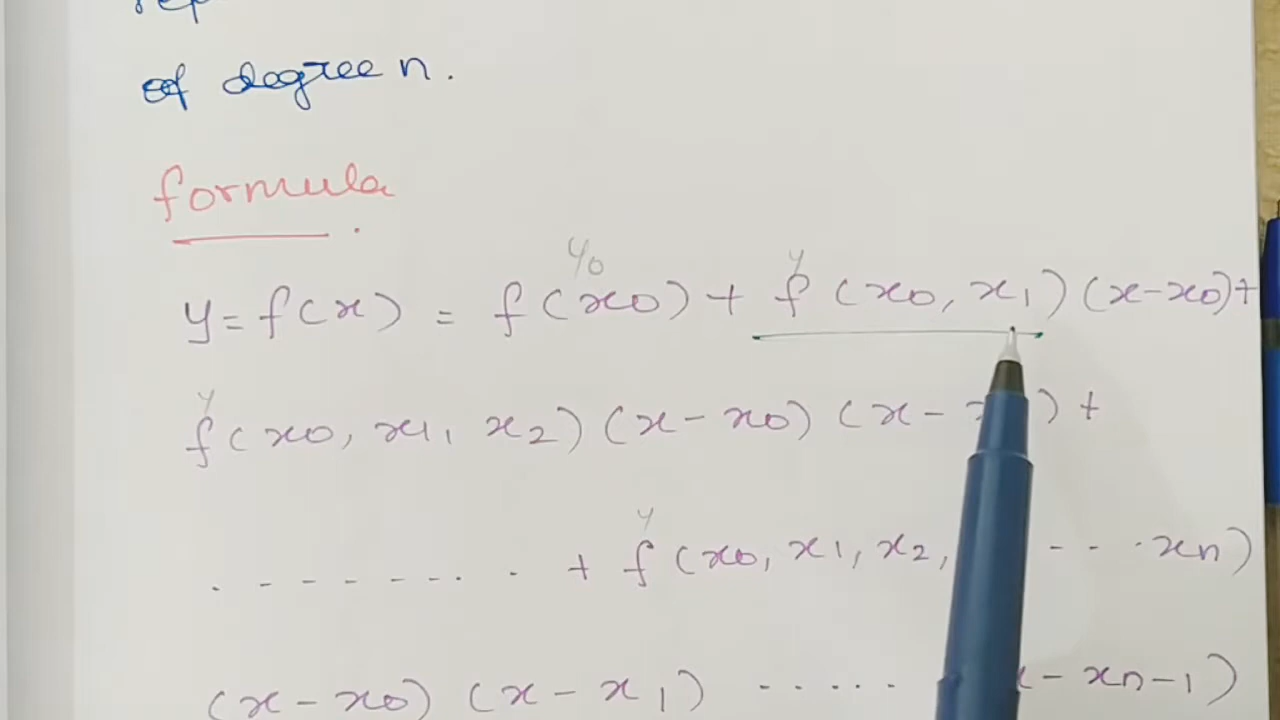 of degree n.
formula
y0 y
y = f(x) = f(x0) + f(x0, x1)(x-x0)+
y
f(x0, x1, x2)(x-x0)(x- ) +
y
. - - - - - - . . + f(x0, x1, x2, - - . xn)
(x-x0)(x-x1) ..... - xn-1)